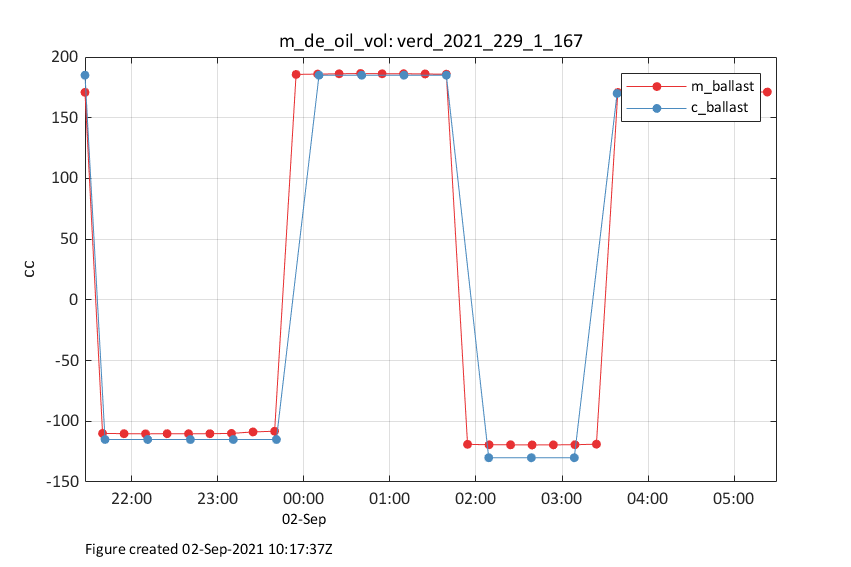 m_de_oil_vol: verd_2021_229_1_167
200
150
100
50
0
-50
-100
-150
cc
m_ballast
c_ballast
22:00 23:00 00:00 01:00 02:00 03:00 04:00 05:00
02-Sep
Figure created 02-Sep-2021 10:17:37Z